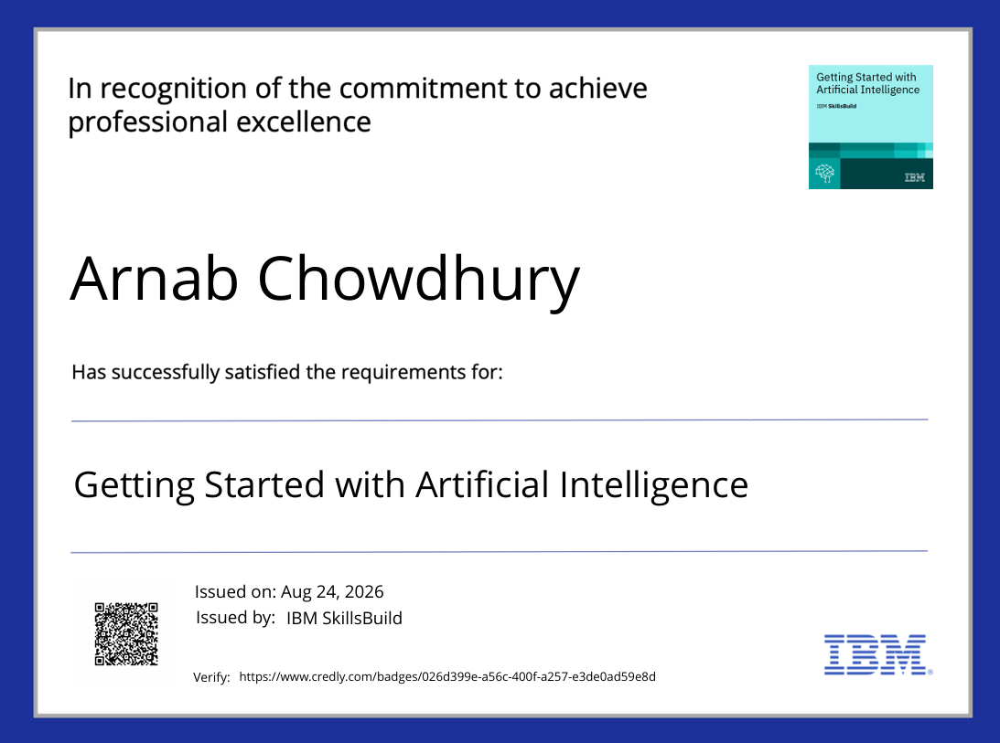 In recognition of the commitment to achieve
professional excellence
Getting Started with
Artificial Intelligence
IBM SkillsBuild
IBM
Arnab Chowdhury
Has successfully satisfied the requirements for:
Getting Started with Artificial Intelligence
Issued on: Aug 24, 2026
Issued by: IBM SkillsBuild
Verify: https://www.credly.com/badges/026d399e-a56c-400f-a257-e3de0ad59e8d
IBM®